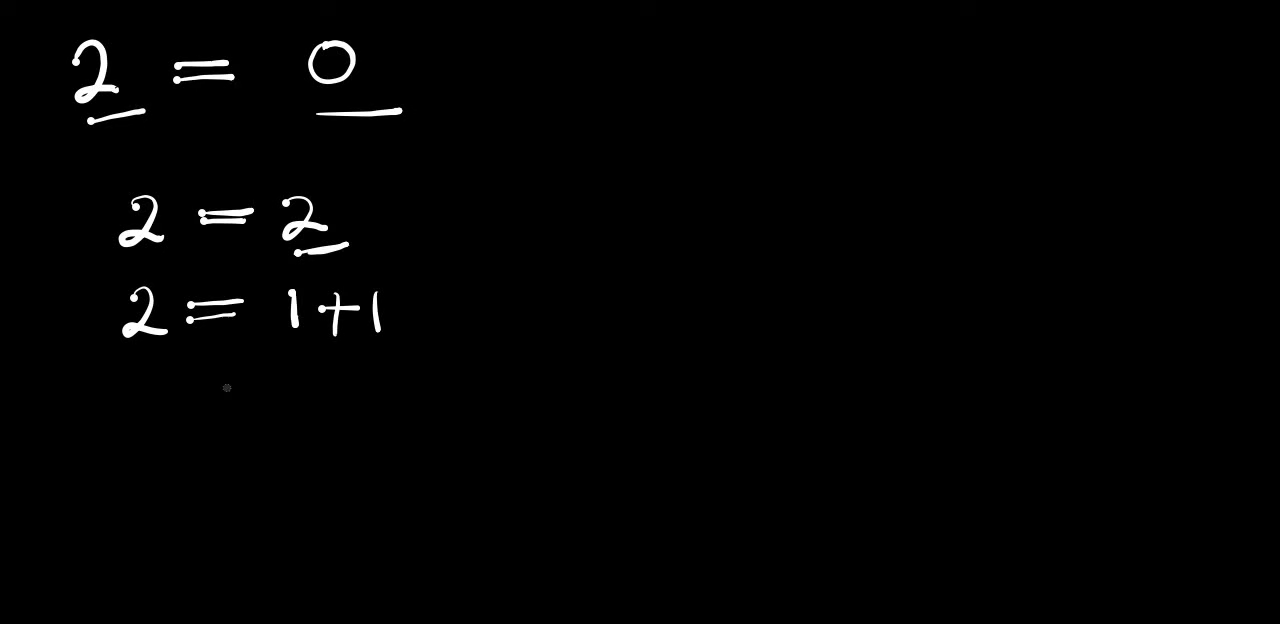 2 = 0
2 = 2
2 = 1+1